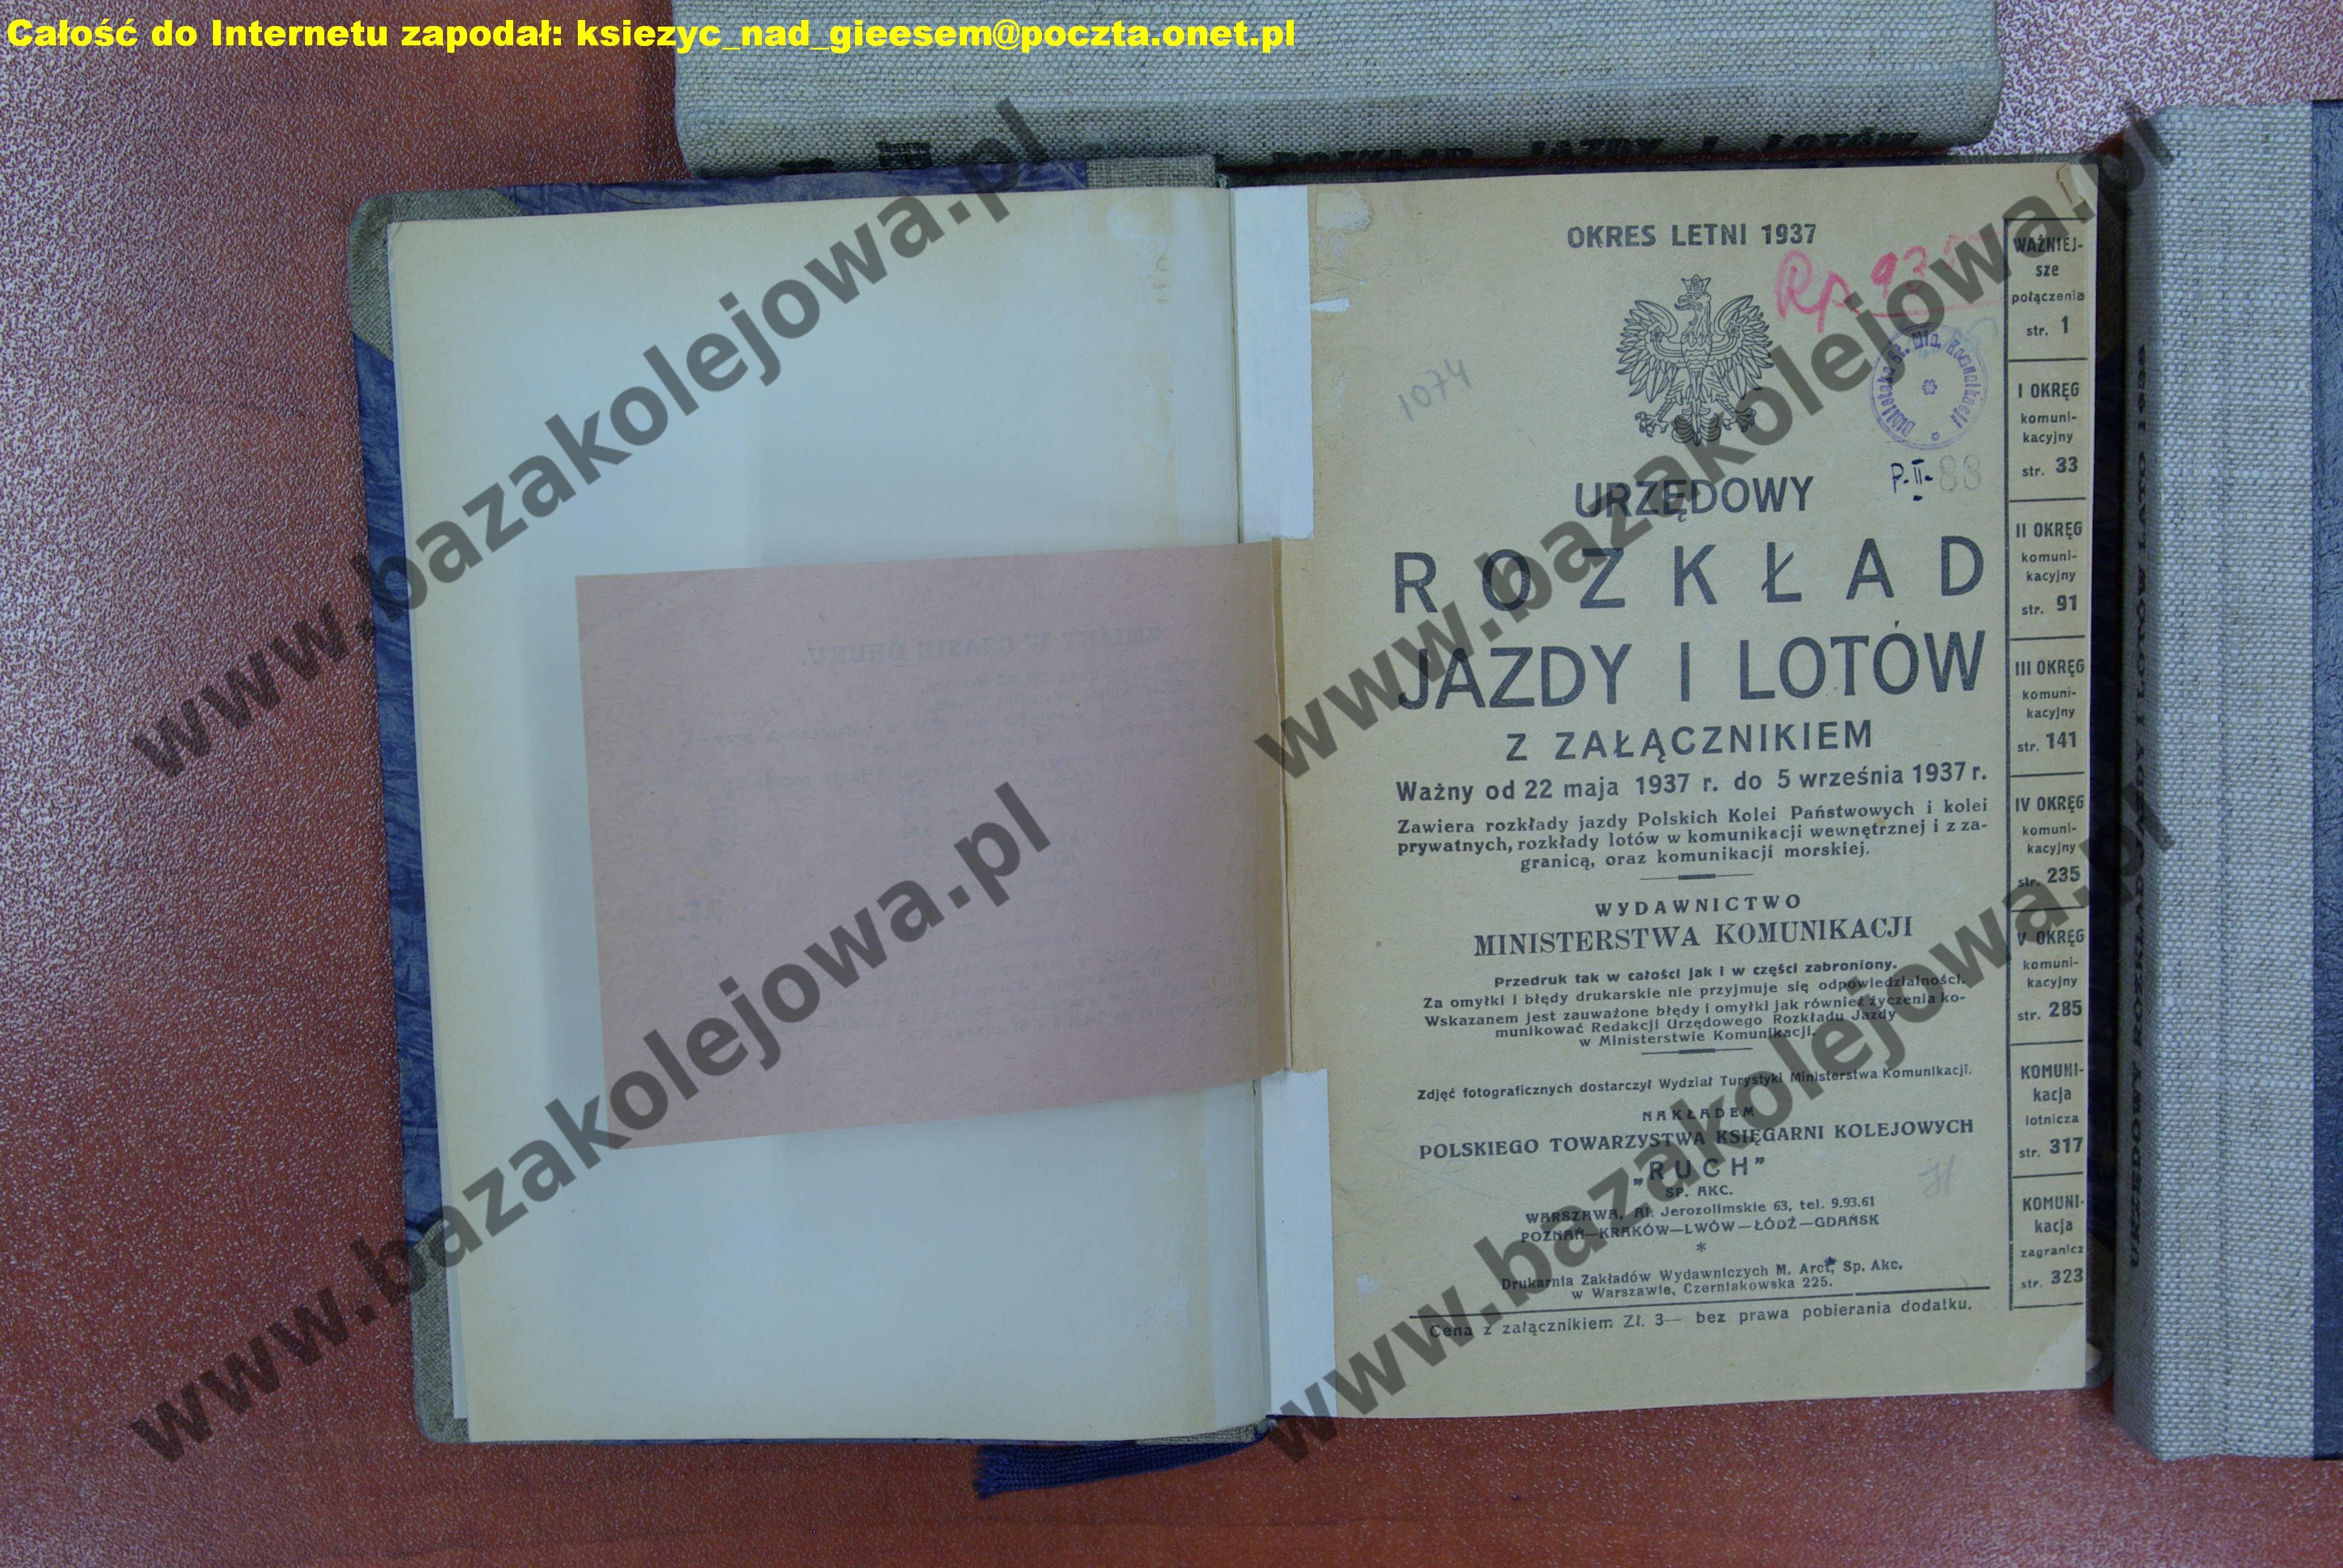 Całość do Internetu zapodał: ksiezyc_nad_gieesem@poczta.onet.pl
ROZKŁAD JAZDY I LOTÓW
www.bazakolejowa.pl
www.bazakolejowa.pl
www.bazakolejowa.pl
www.bazakolejowa.pl
ZMIANY W CZASIE DRUKU.
OKRES LETNI 1937
Rp 93
1074
P-II-88
URZĘDOWY
ROZKŁAD
JAZDY I LOTÓW
Z ZAŁĄCZNIKIEM
Ważny od 22 maja 1937 r. do 5 września 1937 r.
Zawiera rozkłady jazdy Polskich Kolei Państwowych i kolei
prywatnych, rozkłady lotów w komunikacji wewnętrznej i z za-
granicą, oraz komunikacji morskiej.
WYDAWNICTWO
MINISTERSTWA KOMUNIKACJI
Przedruk tak w całości jak i w części zabroniony.
Za omyłki i błędy drukarskie nie przyjmuje się odpowiedzialności.
Wskazanem jest zauważone błędy i omyłki jak również życzenia ko-
munikować Redakcji Urzędowego Rozkładu Jazdy
w Ministerstwie Komunikacji.
Zdjęć fotograficznych dostarczył Wydział Turystyki Ministerstwa Komunikacji.
NAKŁADEM
POLSKIEGO TOWARZYSTWA KSIĘGARNI KOLEJOWYCH
„RUCH”
SP. AKC.
WARSZAWA, Al. Jerozolimskie 63, tel. 9.93.61
POZNAŃ—KRAKÓW—LWÓW—ŁÓDŹ—GDAŃSK
*
Drukarnia Zakładów Wydawniczych M. Arct, Sp. Akc.
w Warszawie, Czerniakowska 225.
Cena z załącznikiem Zł. 3— bez prawa pobierania dodatku.
WAŻNIEJ-
sze
połączenia
str. 1
I OKRĘG
komuni-
kacyjny
str. 33
II OKRĘG
komuni-
kacyjny
str. 91
III OKRĘG
komuni-
kacyjny
str. 141
IV OKRĘG
komuni-
kacyjny
str. 235
V OKRĘG
komuni-
kacyjny
str. 285
KOMUNI-
kacja
lotnicza
str. 317
KOMUNI-
kacja
zagranicz
str. 323
URZĘDOWY ROZKŁAD JAZDY I LOTÓW LATO 1938